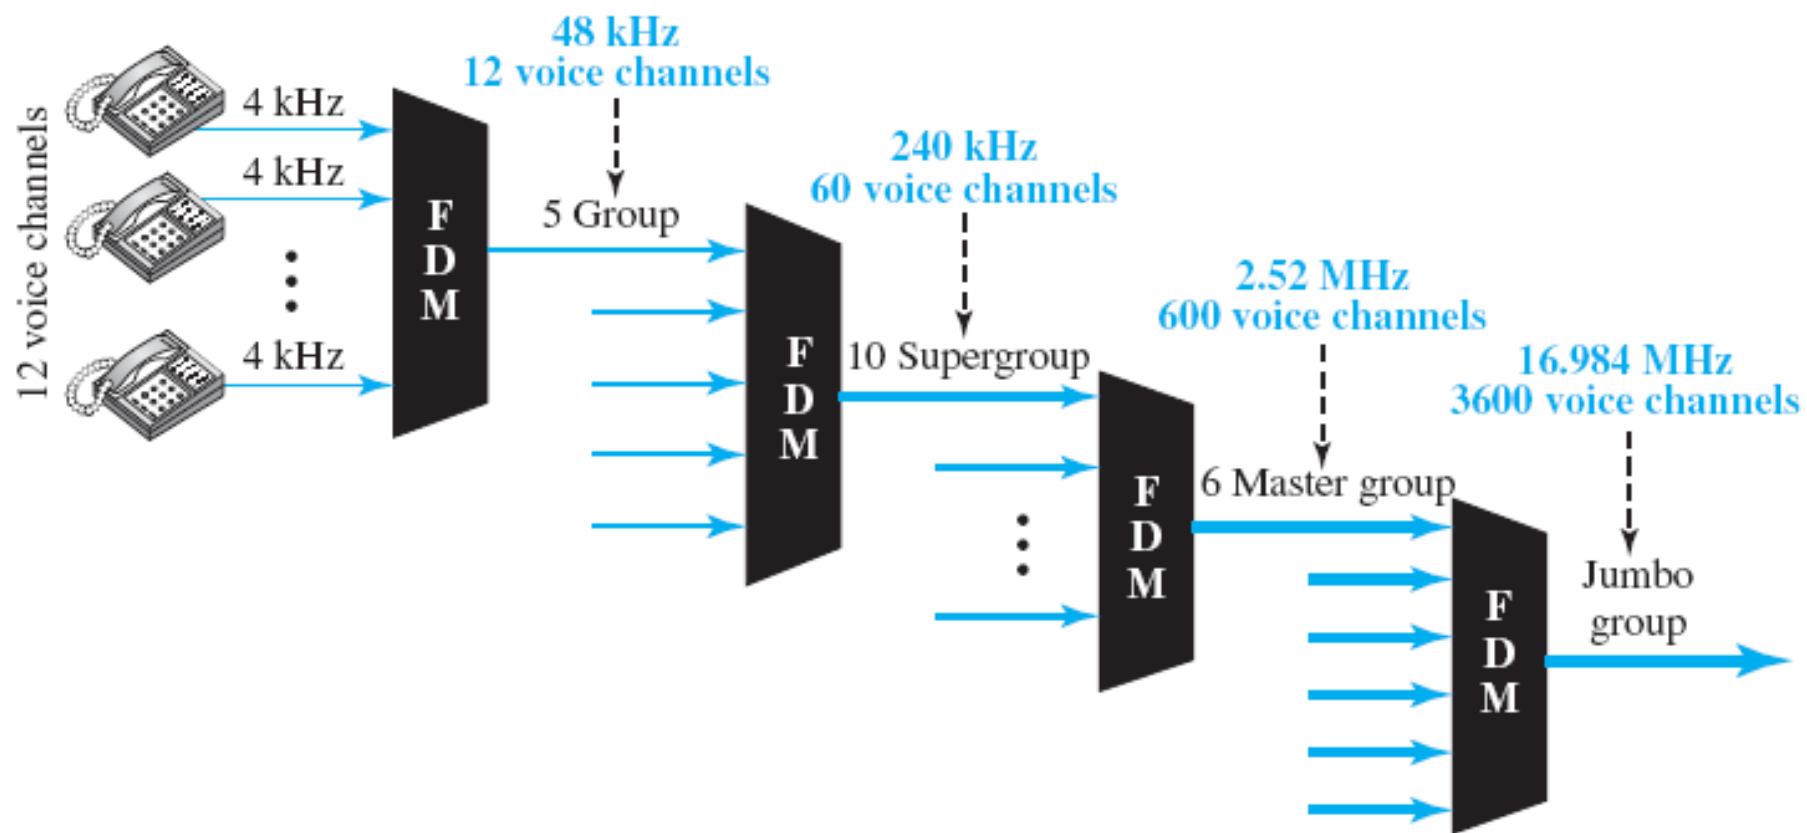 12 voice channels
4 kHz
4 kHz
4 kHz
F
D
M
48 kHz
12 voice channels
5 Group
F
D
M
240 kHz
60 voice channels
10 Supergroup
F
D
M
2.52 MHz
600 voice channels
6 Master group
F
D
M
16.984 MHz
3600 voice channels
Jumbo
group